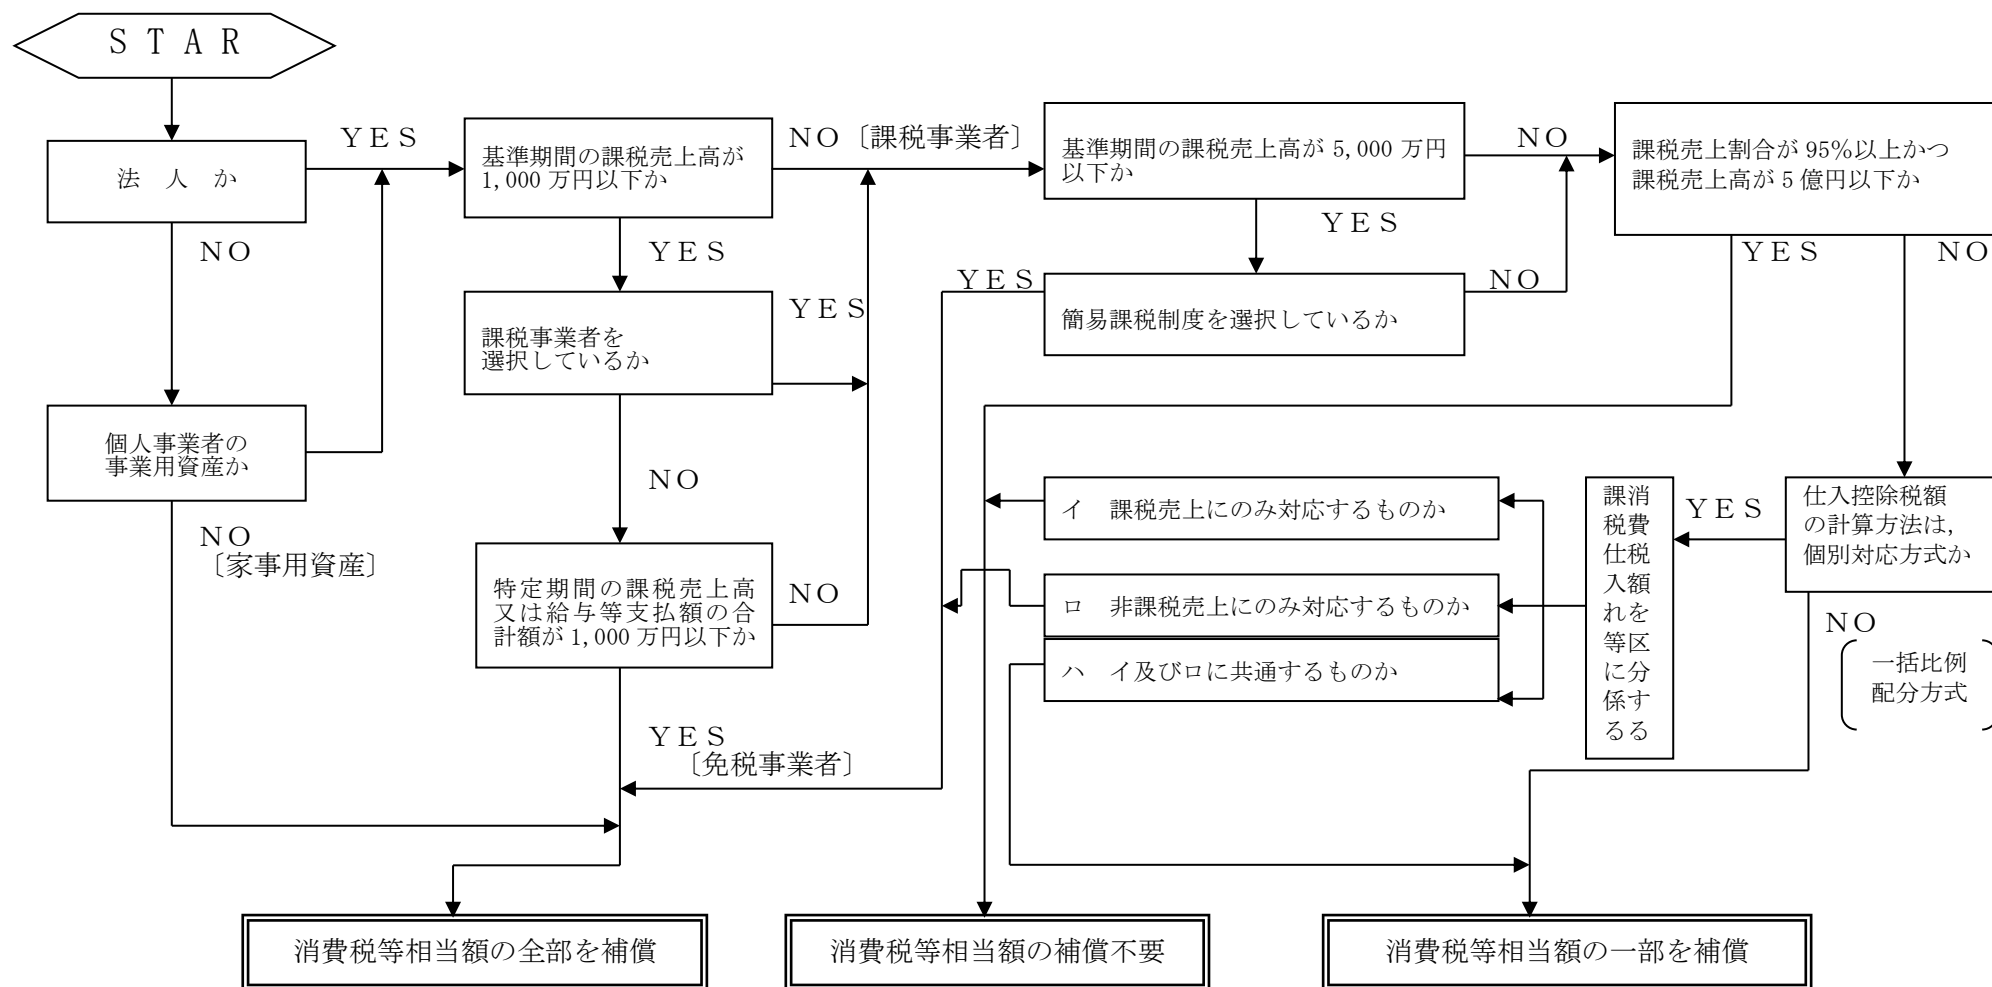 ＳＴＡＲ
法　人　か
ＹＥＳ
ＮＯ
個人事業者の
事業用資産か
ＮＯ
〔家事用資産〕
基準期間の課税売上高が
1,000 万円以下か
ＮＯ〔課税事業者〕
ＹＥＳ
課税事業者を
選択しているか
ＹＥＳ
ＮＯ
特定期間の課税売上高
又は給与等支払額の合
計額が 1,000 万円以下か
ＮＯ
ＹＥＳ
〔免税事業者〕
基準期間の課税売上高が 5,000 万円
以下か
ＮＯ
ＹＥＳ
簡易課税制度を選択しているか
ＹＥＳ
ＮＯ
課税売上割合が 95%以上かつ
課税売上高が 5 億円以下か
ＹＥＳ
ＮＯ
仕入控除税額
の計算方法は，
個別対応方式か
ＹＥＳ
ＮＯ
一括比例
配分方式
消費税額を区分する
課税仕入れ等に係る
イ　課税売上にのみ対応するものか
ロ　非課税売上にのみ対応するものか
ハ　イ及びロに共通するものか
消費税等相当額の全部を補償
消費税等相当額の補償不要
消費税等相当額の一部を補償